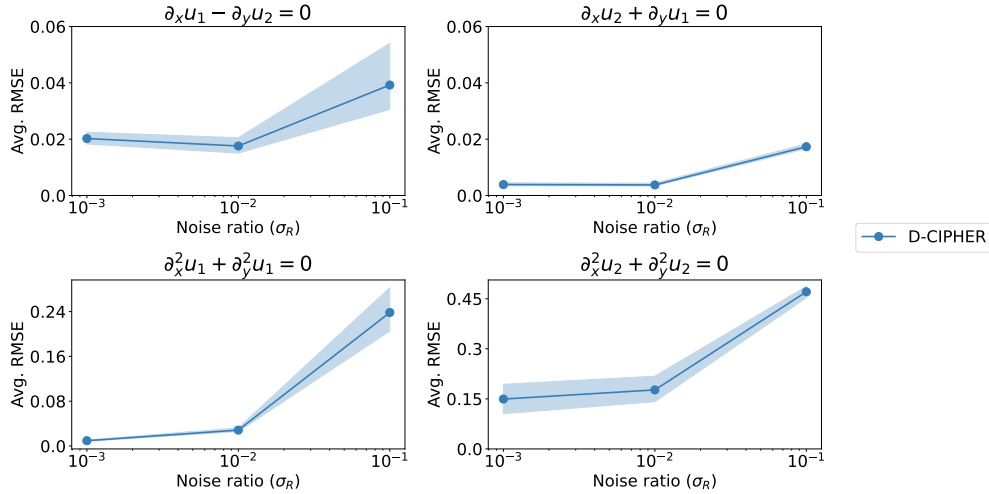 ∂ₓu₁ − ∂ᵧu₂ = 0
∂ₓu₂ + ∂ᵧu₁ = 0
Avg. RMSE
0.06
0.04
0.02
0.0
10⁻³
10⁻²
10⁻¹
Noise ratio (σ_R)
Avg. RMSE
0.06
0.04
0.02
0.0
10⁻³
10⁻²
10⁻¹
Noise ratio (σ_R)
D-CIPHER
∂ₓ²u₁ + ∂ᵧ²u₁ = 0
∂ₓ²u₂ + ∂ᵧ²u₂ = 0
Avg. RMSE
0.24
0.16
0.08
0.0
10⁻³
10⁻²
10⁻¹
Noise ratio (σ_R)
Avg. RMSE
0.45
0.3
0.15
0.0
10⁻³
10⁻²
10⁻¹
Noise ratio (σ_R)